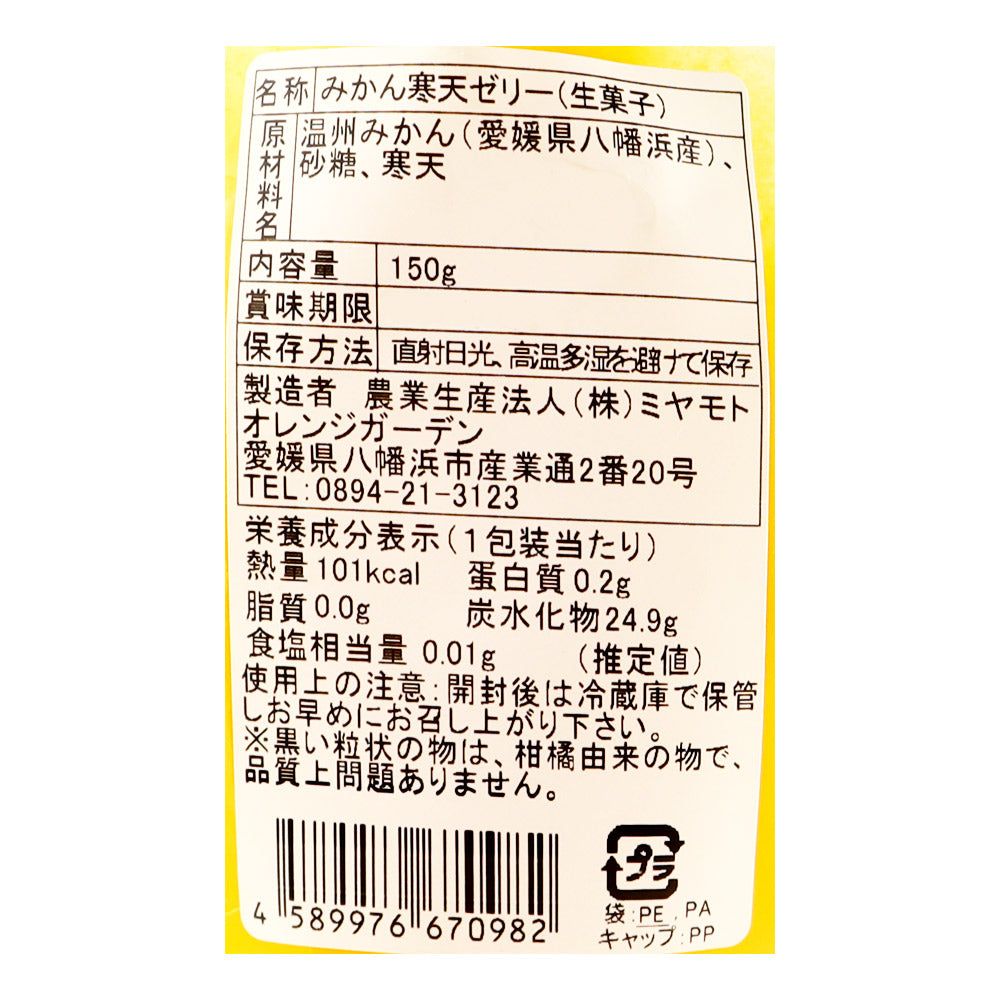 名称 みかん寒天ゼリー(生菓子)
原材料名 温州みかん(愛媛県八幡浜産)、
砂糖、寒天
内容量 150g
賞味期限
保存方法 直射日光、高温多湿を避けて保存
製造者 農業生産法人(株)ミヤモト
オレンジガーデン
愛媛県八幡浜市産業通2番20号
TEL:0894-21-3123
栄養成分表示(1包装当たり)
熱量101kcal 蛋白質0.2g
脂質0.0g 炭水化物24.9g
食塩相当量 0.01g (推定値)
使用上の注意:開封後は冷蔵庫で保管
しお早めにお召し上がり下さい。
※黒い粒状の物は、柑橘由来の物で、
品質上問題ありません。
4 589976 670982
プラ
袋:PE,PA
キャップ:PP